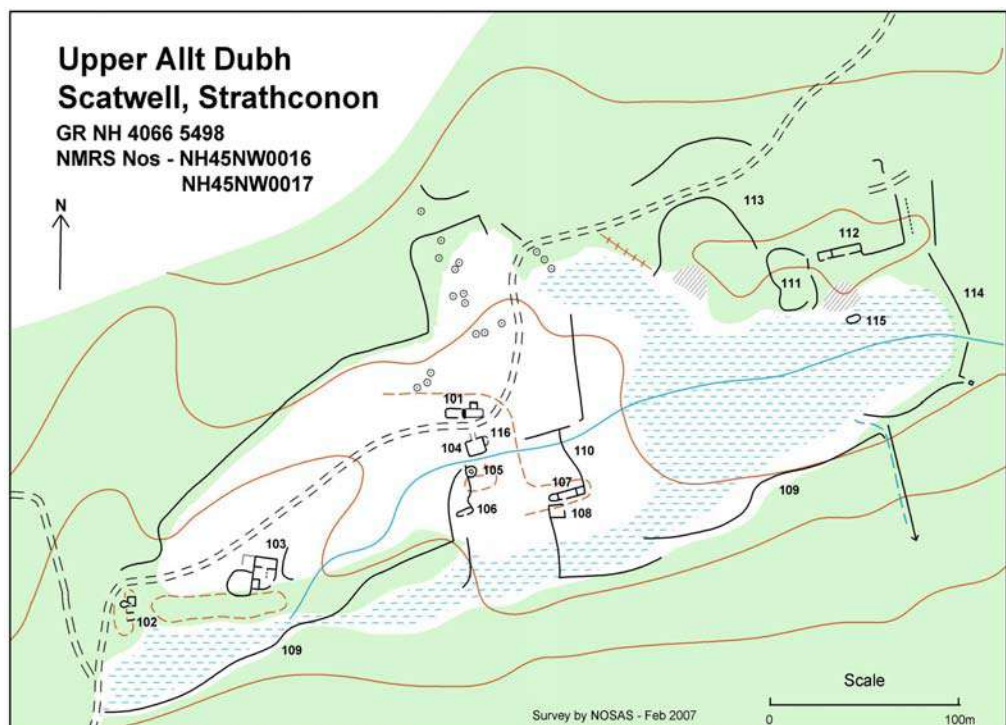 Upper Allt Dubh
Scatwell, Strathconon
GR NH 4066 5498
NMRS Nos - NH45NW0016
NH45NW0017
N
113
112
111
114
115
101
116
104
110
105
107
106
108
109
103
102
109
Scale
Survey by NOSAS - Feb 2007
0 100m